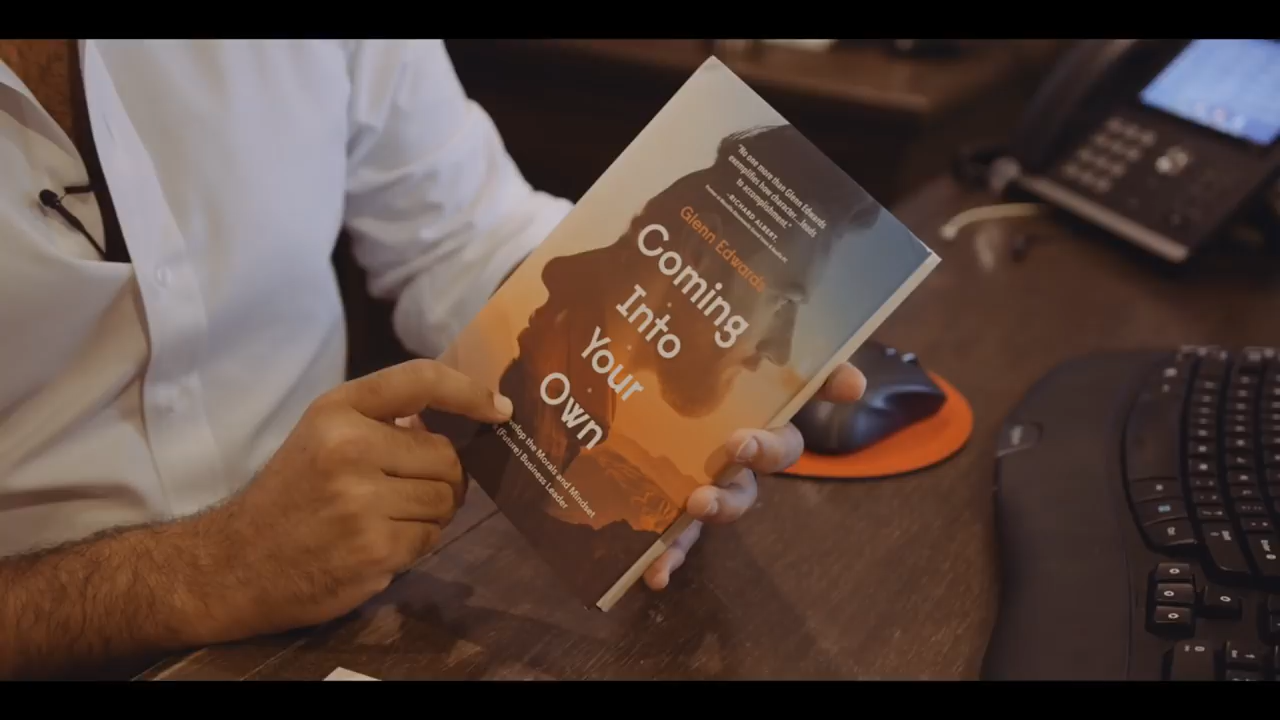 "No one more than Glenn Edwards
exemplifies how character...leads
to accomplishment."
—RICHARD ALBERT,
Glenn Edwards
Coming
Into
Your
Own
the Morals and Mindset
(Future) Business Leader